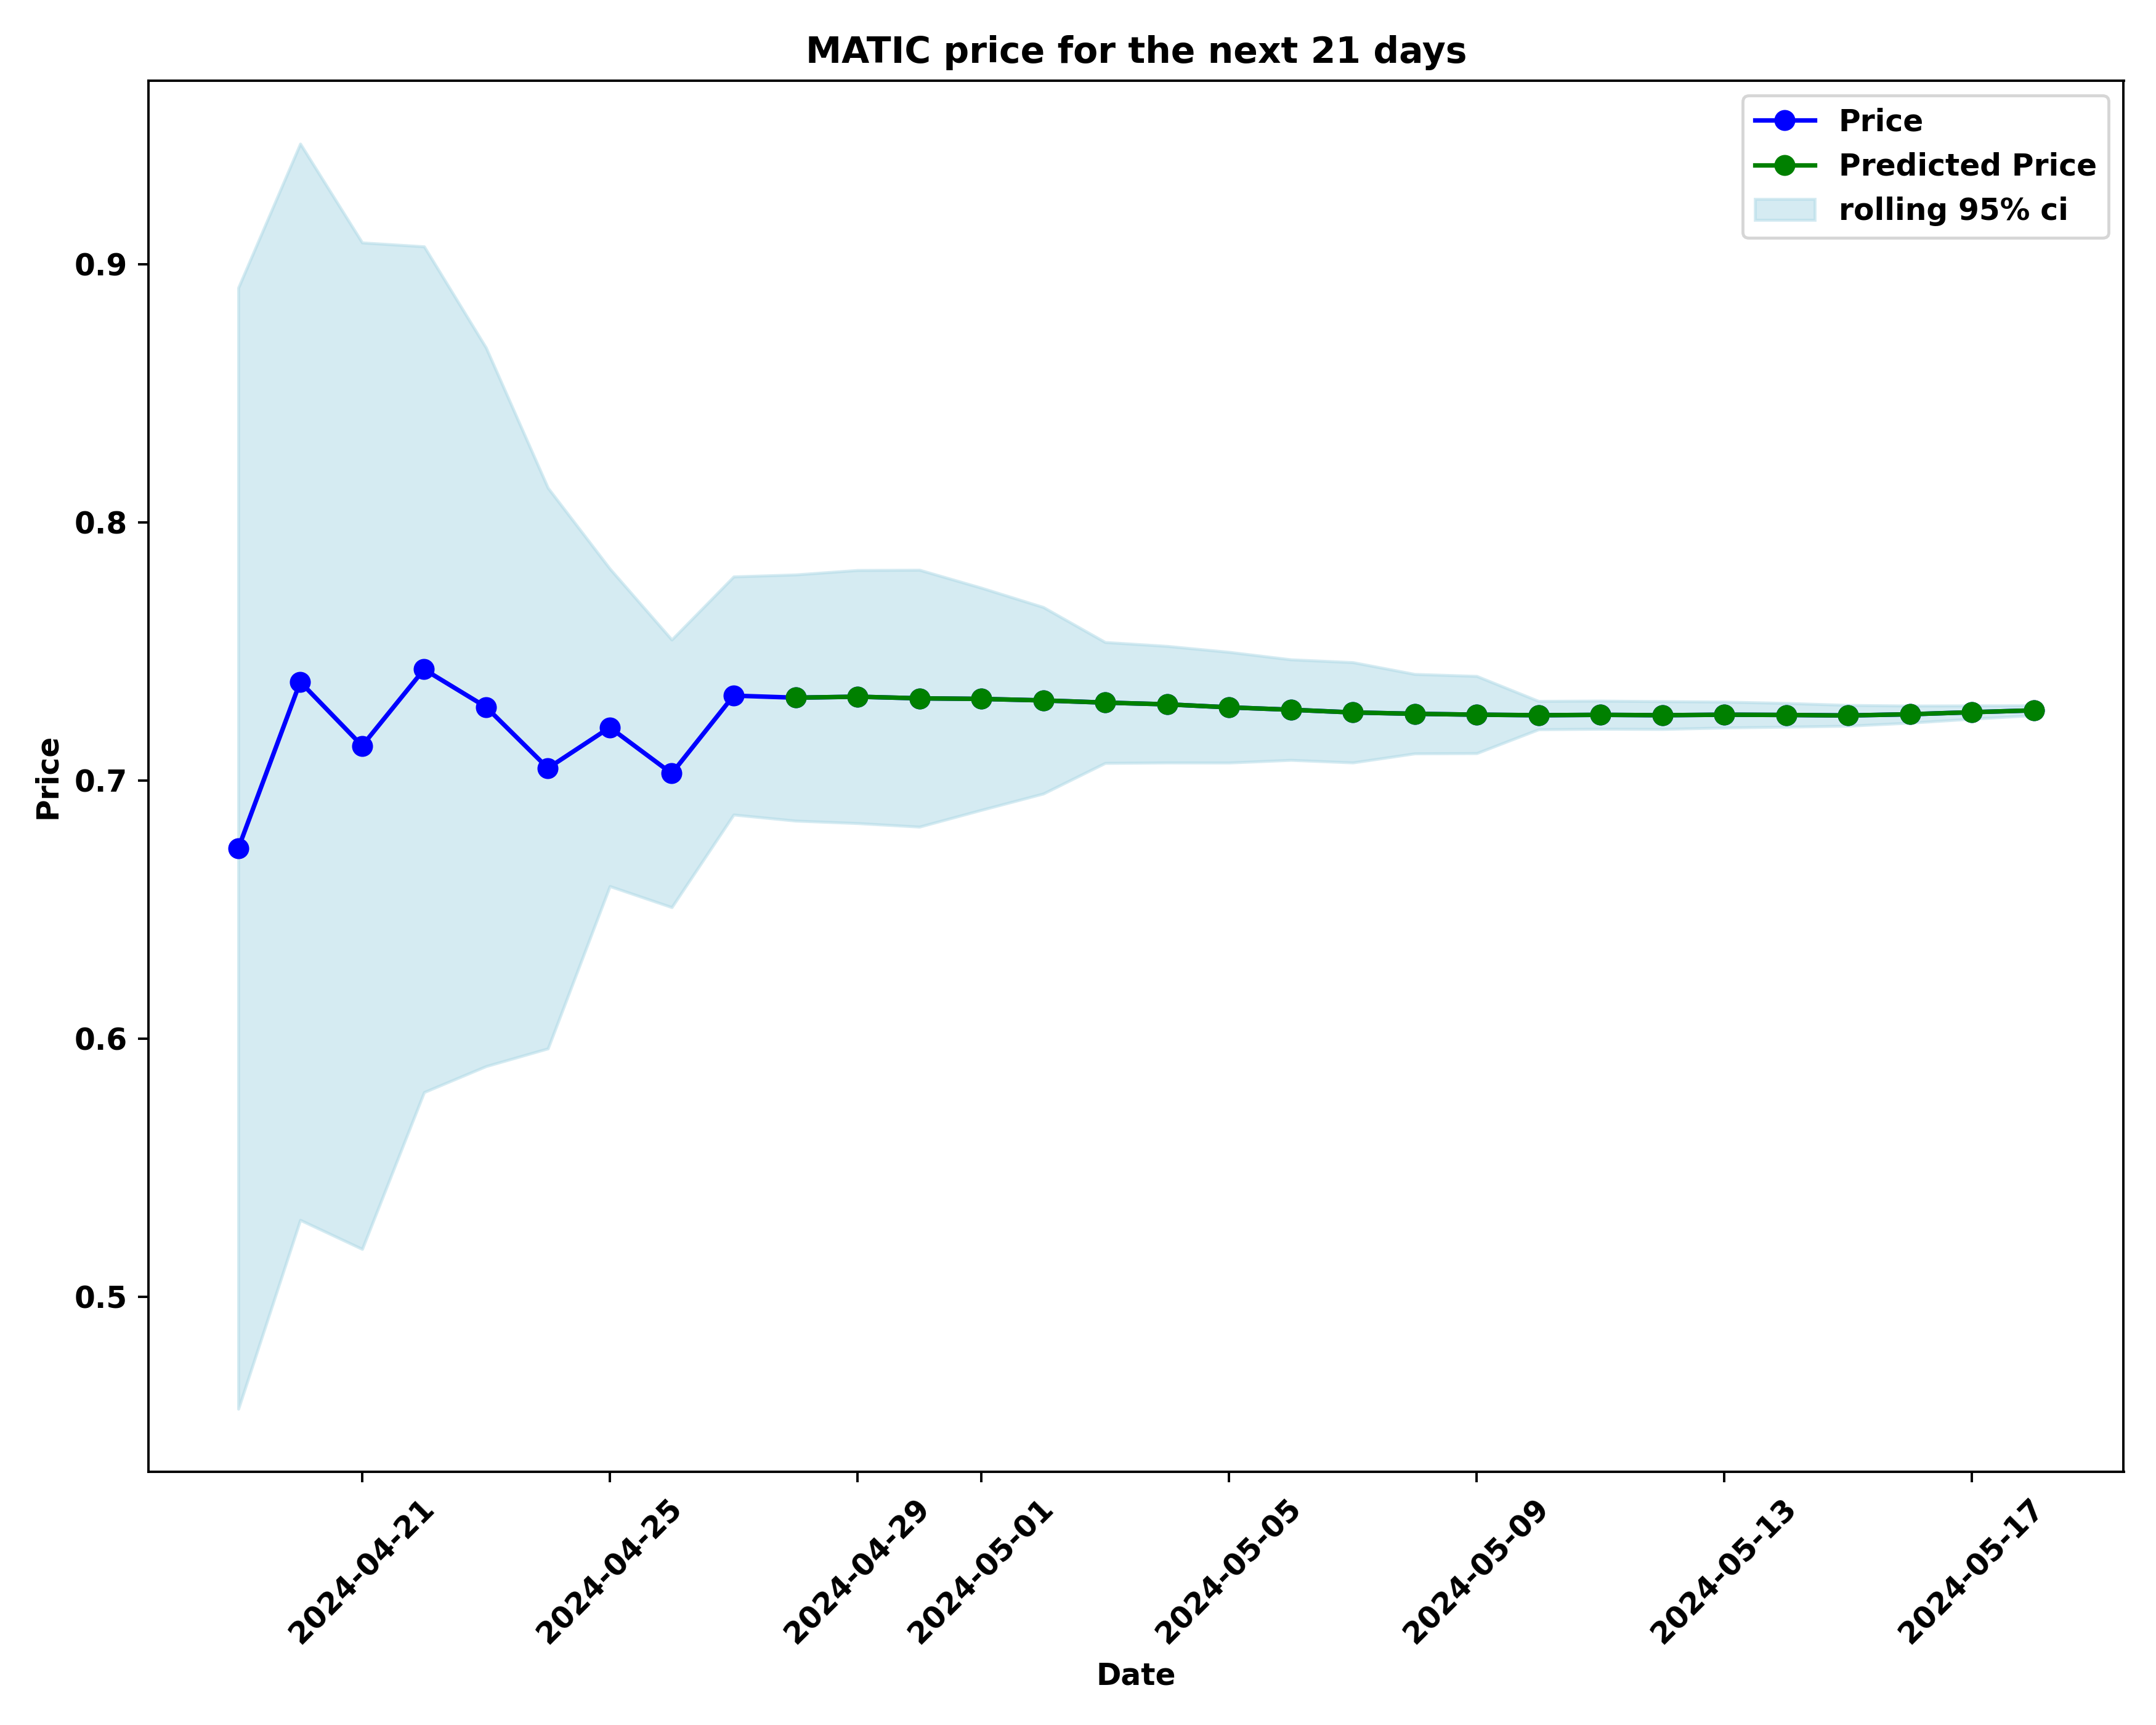 MATIC price for the next 21 days
Price
Predicted Price
rolling 95% ci
0.9
0.8
0.7
0.6
0.5
Price
2024-04-21
2024-04-25
2024-04-29
2024-05-01
2024-05-05
2024-05-09
2024-05-13
2024-05-17
Date